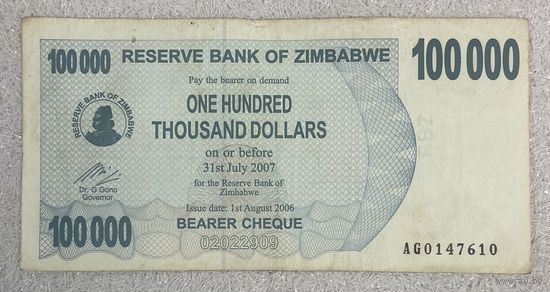 100 000 RESERVE BANK OF ZIMBABWE 100 000
Pay the bearer on demand
RESERVE BANK OF ZIMBABWE
ONE HUNDRED
THOUSAND DOLLARS
on or before
31st July 2007
for the Reserve Bank of
Zimbabwe
Dr. G Gono
Governor
Issue date: 1st August 2006
100 000 BEARER CHEQUE
02022909
AG0147610